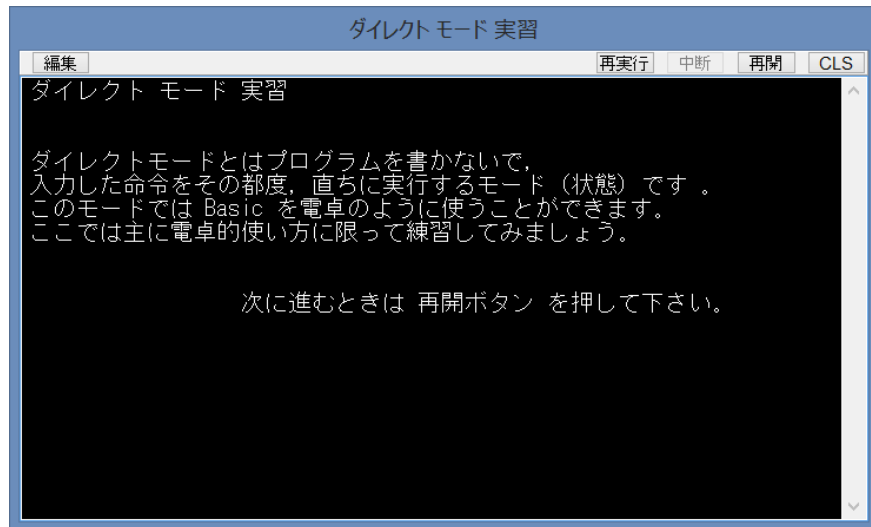 ダイレクト モード 実習
編集 再実行 中断 再開 CLS
ダイレクト モード 実習
ダイレクトモードとはプログラムを書かないで,
入力した命令をその都度, 直ちに実行するモード (状態) です 。
このモードでは Basic を電卓のように使うことができます。
ここでは主に電卓的使い方に限って練習してみましょう。
次に進むときは 再開ボタン を押して下さい。